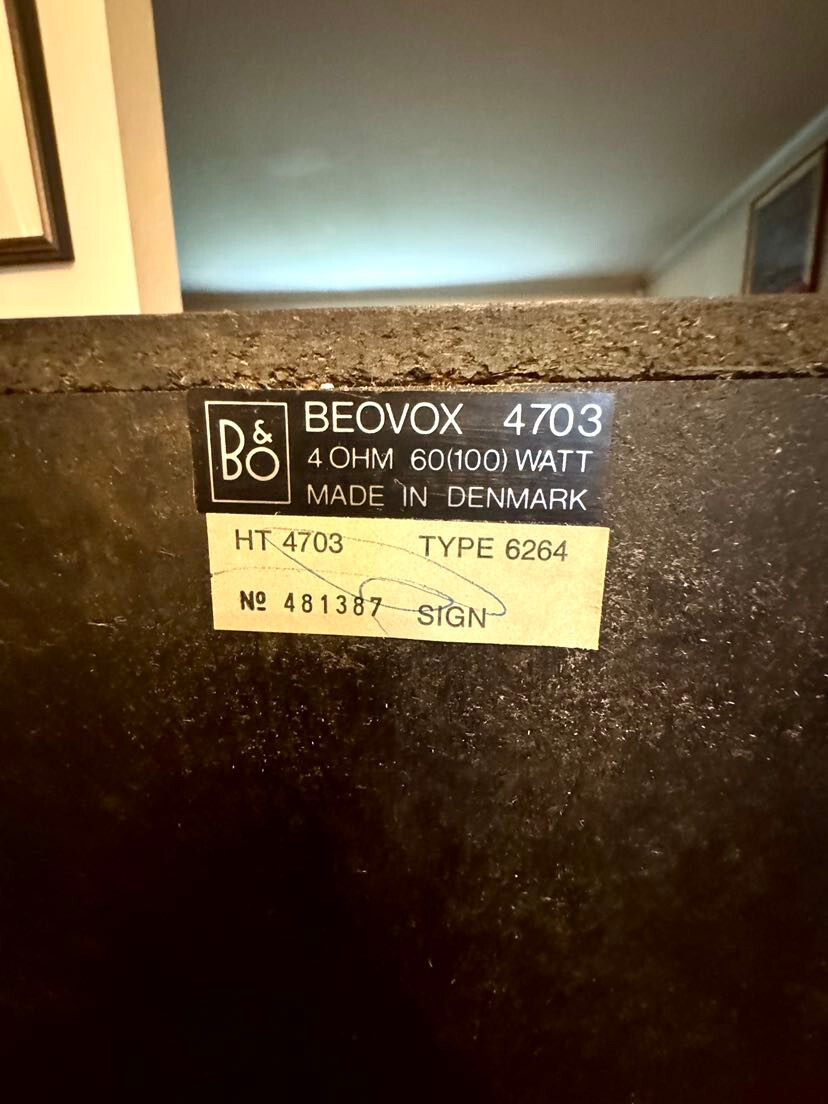 B&O
BEOVOX 4703
4 OHM 60(100) WATT
MADE IN DENMARK
HT 4703 TYPE 6264
Nº 481387 SIGN